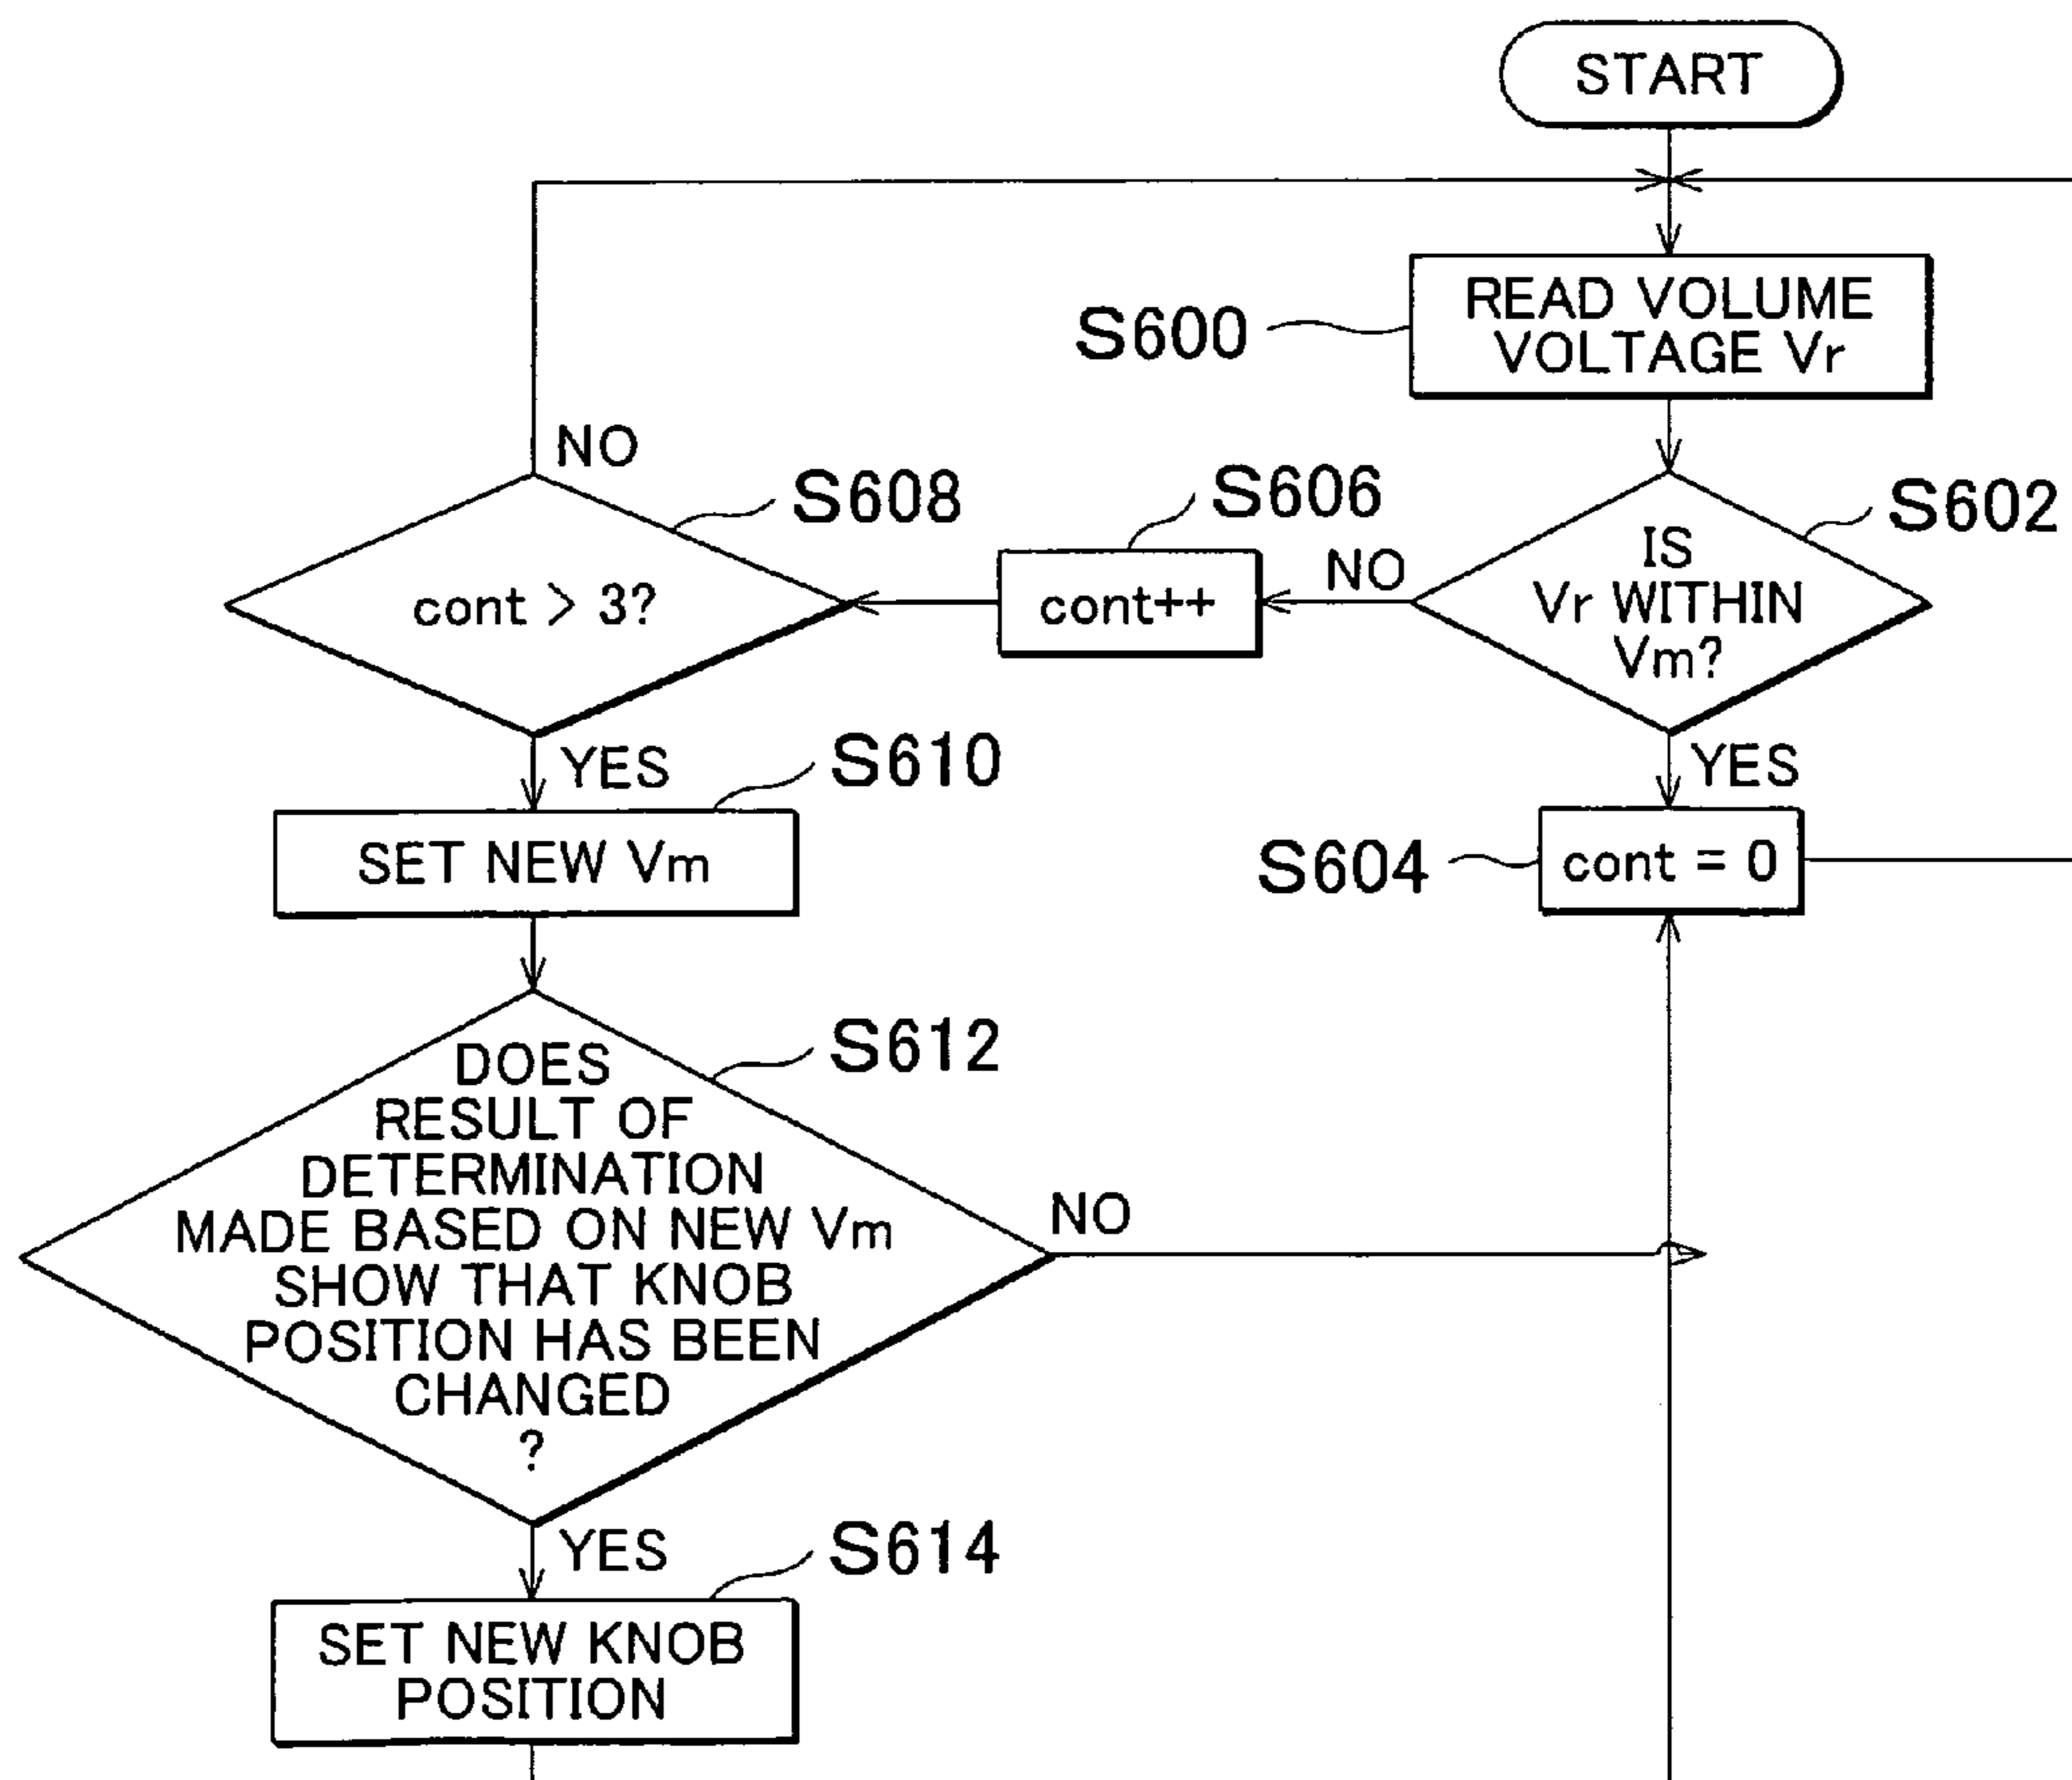 START
READ VOLUME
VOLTAGE Vr
S600
NO
S608
S606
S602
IS
Vr WITHIN
Vm?
NO
cont++
cont > 3?
YES
S610
YES
SET NEW Vm
S604
cont = 0
S612
DOES
RESULT OF
DETERMINATION
MADE BASED ON NEW Vm
SHOW THAT KNOB
POSITION HAS BEEN
CHANGED
?
NO
YES
S614
SET NEW KNOB
POSITION